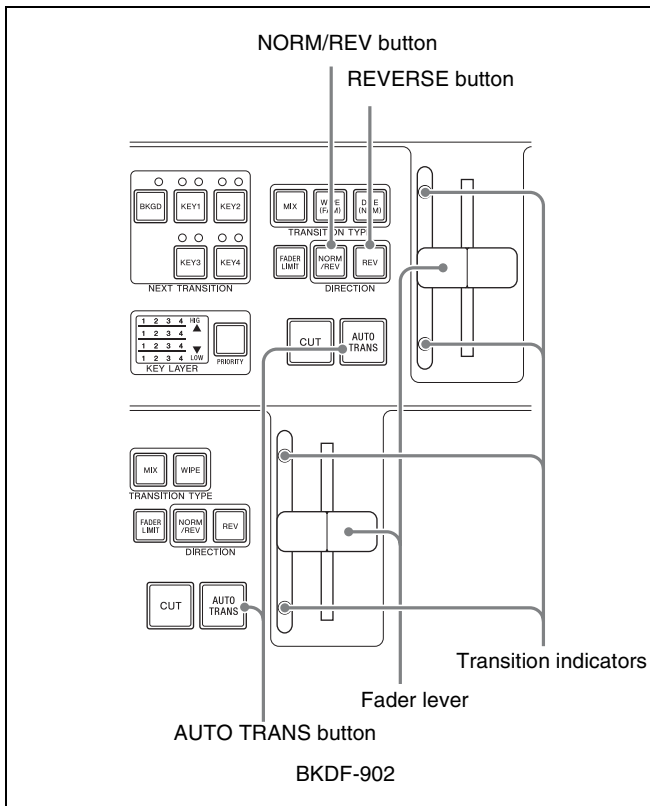 NORM/REV button
REVERSE button
BKGD
KEY1
KEY2
KEY3
KEY4
NEXT TRANSITION
MIX
WIPE
(FAM)
DME
(NAM)
TRANSITION TYPE
FADER
LIMIT
NORM
/REV
REV
DIRECTION
1 2 3 4 HIG
1 2 3 4
1 2 3 4
1 2 3 4 LOW
KEY LAYER
PRIORITY
CUT
AUTO
TRANS
MIX
WIPE
TRANSITION TYPE
FADER
LIMIT
NORM
/REV
REV
DIRECTION
CUT
AUTO
TRANS
Transition indicators
Fader lever
AUTO TRANS button
BKDF-902